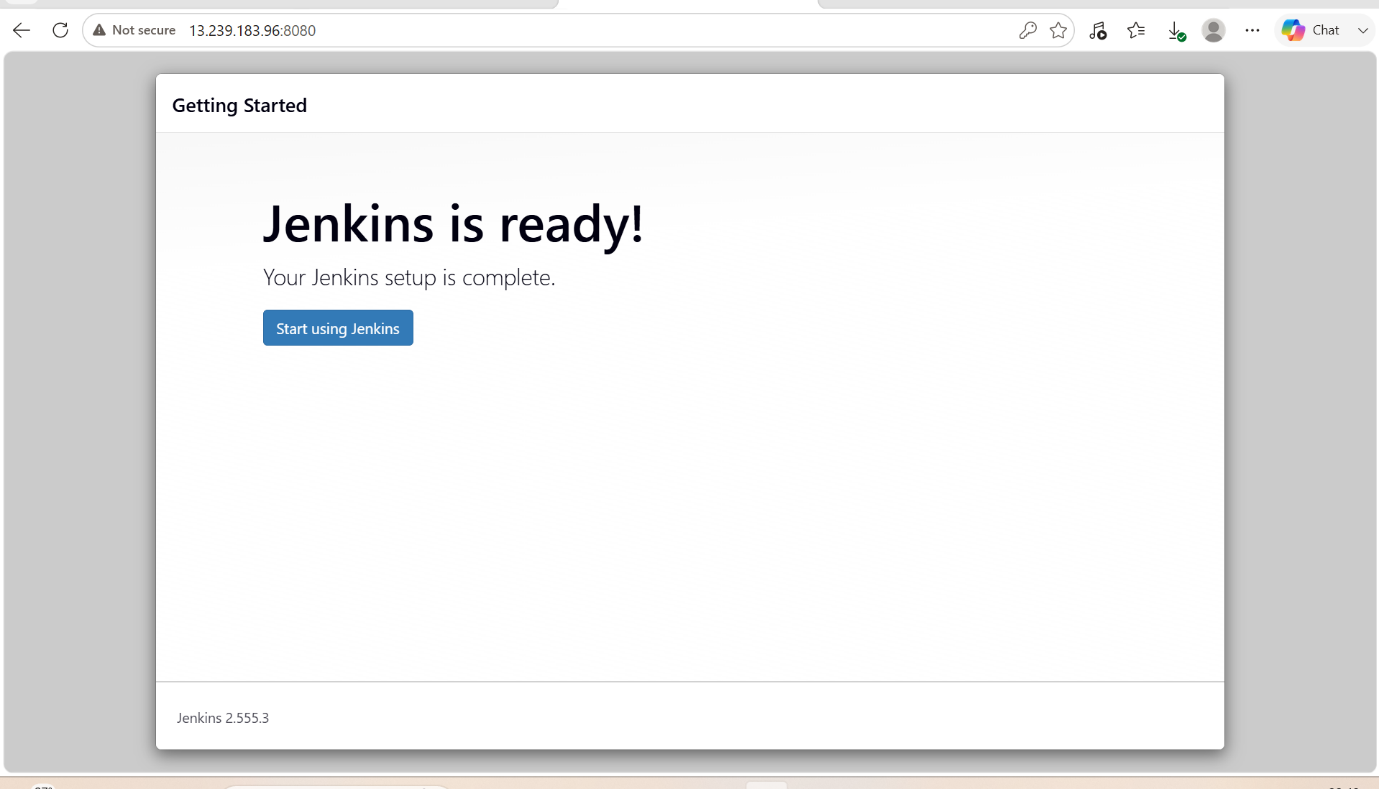 Not secure 13.239.183.96:8080
Chat
Getting Started
Jenkins is ready!
Your Jenkins setup is complete.
Start using Jenkins
Jenkins 2.555.3